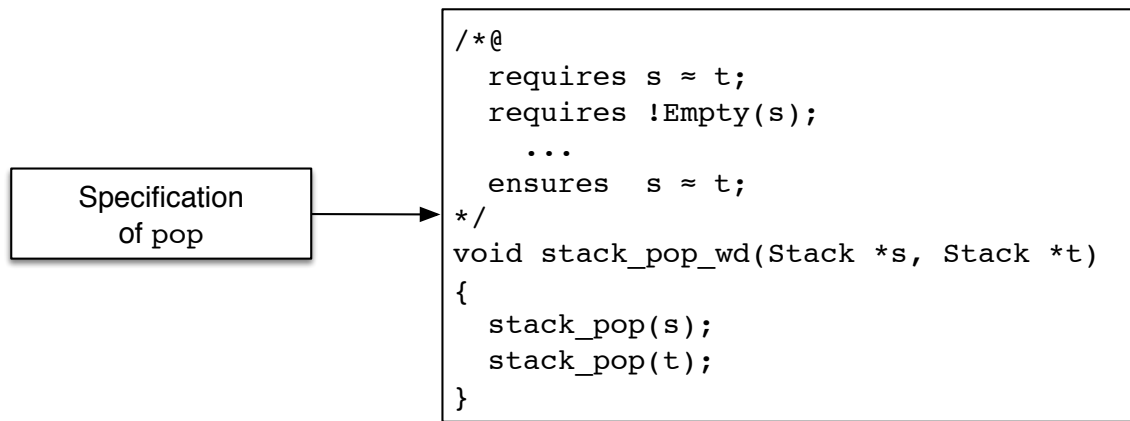 Specification
of pop
/*@
  requires s ≈ t;
  requires !Empty(s);
    ...
  ensures  s ≈ t;
*/
void stack_pop_wd(Stack *s, Stack *t)
{
  stack_pop(s);
  stack_pop(t);
}